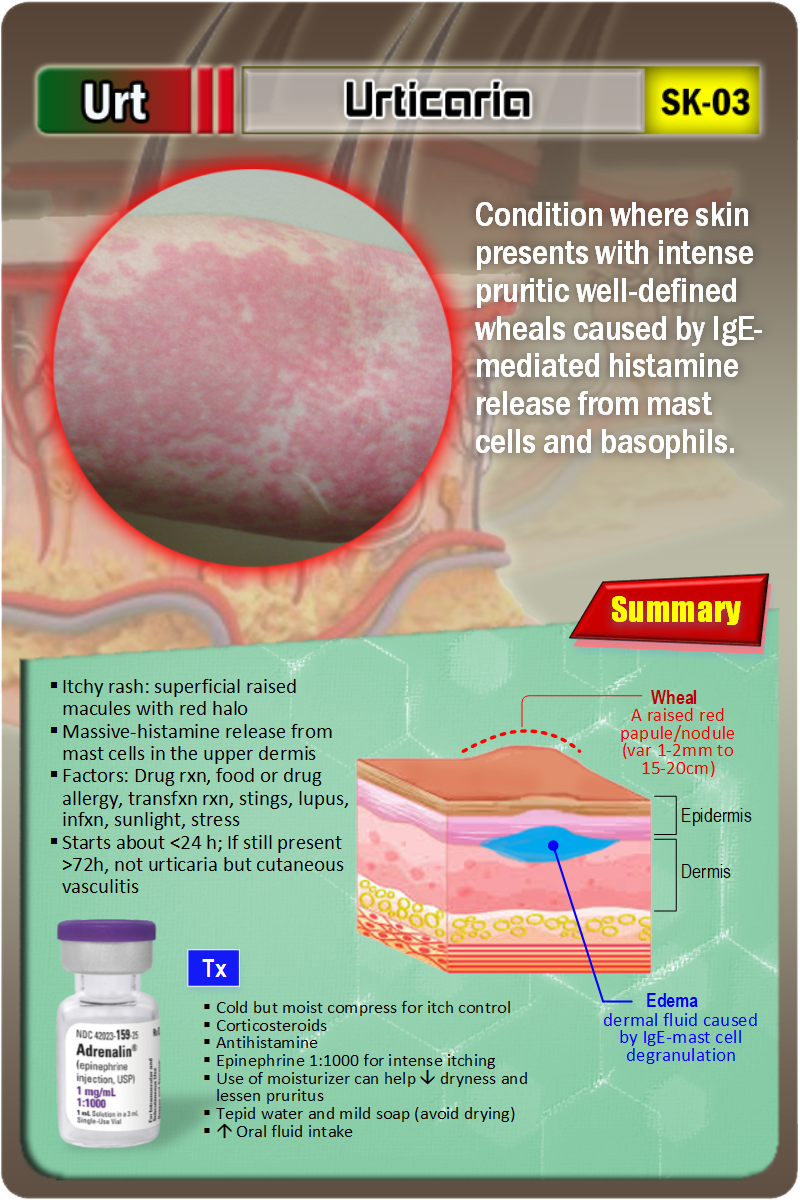 Urt
Urticaria
SK-03
Condition where skin
presents with intense
pruritic well-defined
wheals caused by IgE-
mediated histamine
release from mast
cells and basophils.
Summary
▪ Itchy rash: superficial raised
macules with red halo
▪ Massive-histamine release from
mast cells in the upper dermis
▪ Factors: Drug rxn, food or drug
allergy, transfxn rxn, stings, lupus,
infxn, sunlight, stress
▪ Starts about <24 h; If still present
>72h, not urticaria but cutaneous
vasculitis
Wheal
A raised red
papule/nodule
(var 1-2mm to
15-20cm)
Epidermis
Dermis
Edema
dermal fluid caused
by IgE-mast cell
degranulation
Tx
▪ Cold but moist compress for itch control
▪ Corticosteroids
▪ Antihistamine
▪ Epinephrine 1:1000 for intense itching
▪ Use of moisturizer can help ↓ dryness and
lessen pruritus
▪ Tepid water and mild soap (avoid drying)
▪ ↑ Oral fluid intake
NDC 42023-159-25
Adrenalin®
(epinephrine
injection, USP)
1 mg/mL
1:1000
1 mL Solution in a 3 mL
Single-Use Vial